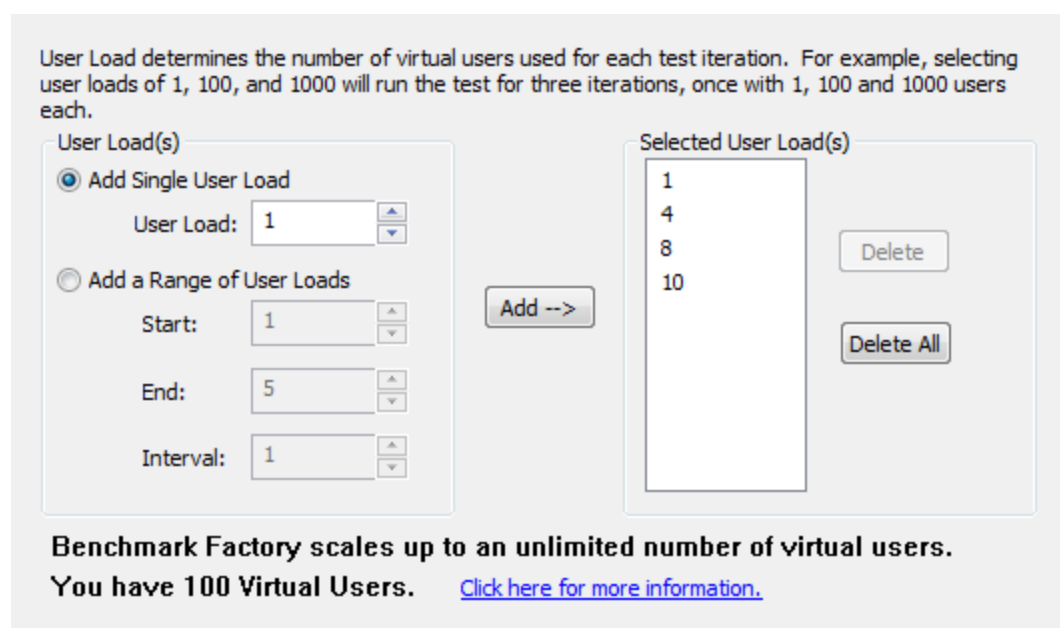 User Load determines the number of virtual users used for each test iteration.  For example, selecting
user loads of 1, 100, and 1000 will run the test for three iterations, once with 1, 100 and 1000 users
each.
User Load(s)
Add Single User Load
User Load: 1
Add a Range of User Loads
Start: 1
End: 5
Interval: 1
Add -->
Selected User Load(s)
1
4
8
10
Delete
Delete All
Benchmark Factory scales up to an unlimited number of virtual users.
You have 100 Virtual Users. Click here for more information.